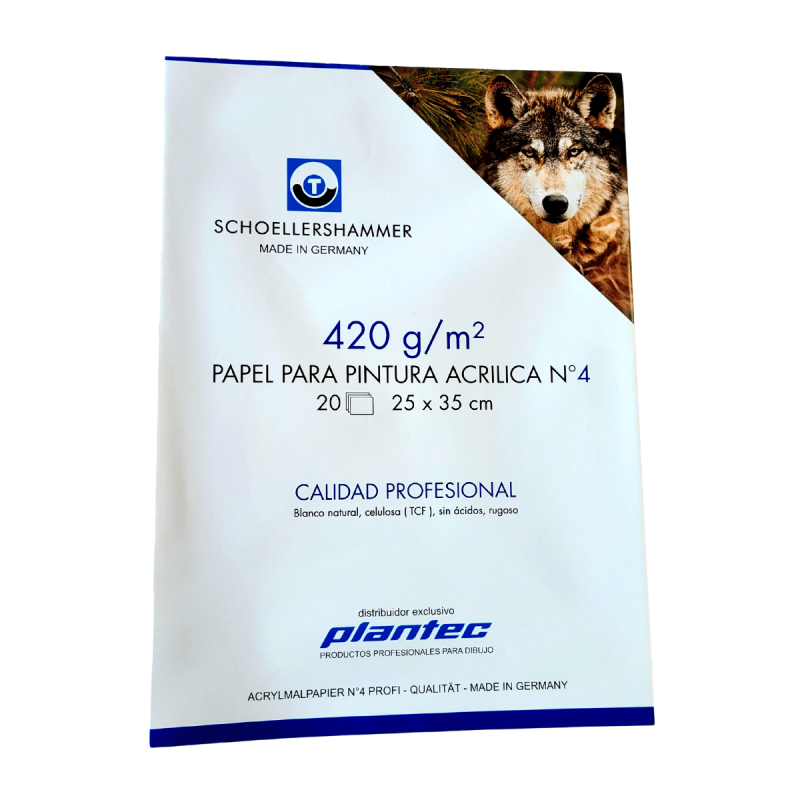 T
SCHOELLERSHAMMER
MADE IN GERMANY
420 g/m²
PAPEL PARA PINTURA ACRILICA N°4
20 25 x 35 cm
CALIDAD PROFESIONAL
Blanco natural, celulosa ( TCF ), sin ácidos, rugoso
distribuidor exclusivo
plantec
PRODUCTOS PROFESIONALES PARA DIBUJO
ACRYLMALPAPIER N°4 PROFI - QUALITÄT - MADE IN GERMANY